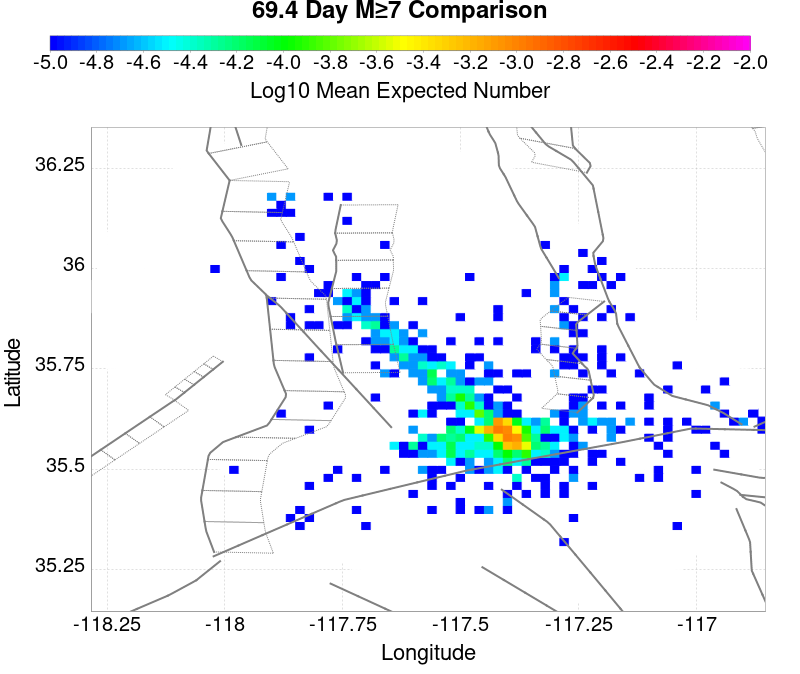 69.4 Day M≥7 Comparison
-5.0 -4.8 -4.6 -4.4 -4.2 -4.0 -3.8 -3.6 -3.4 -3.2 -3.0 -2.8 -2.6 -2.4 -2.2 -2.0
Log10 Mean Expected Number
36.25
36
35.75
35.5
35.25
Latitude
-118.25 -118 -117.75 -117.5 -117.25 -117
Longitude